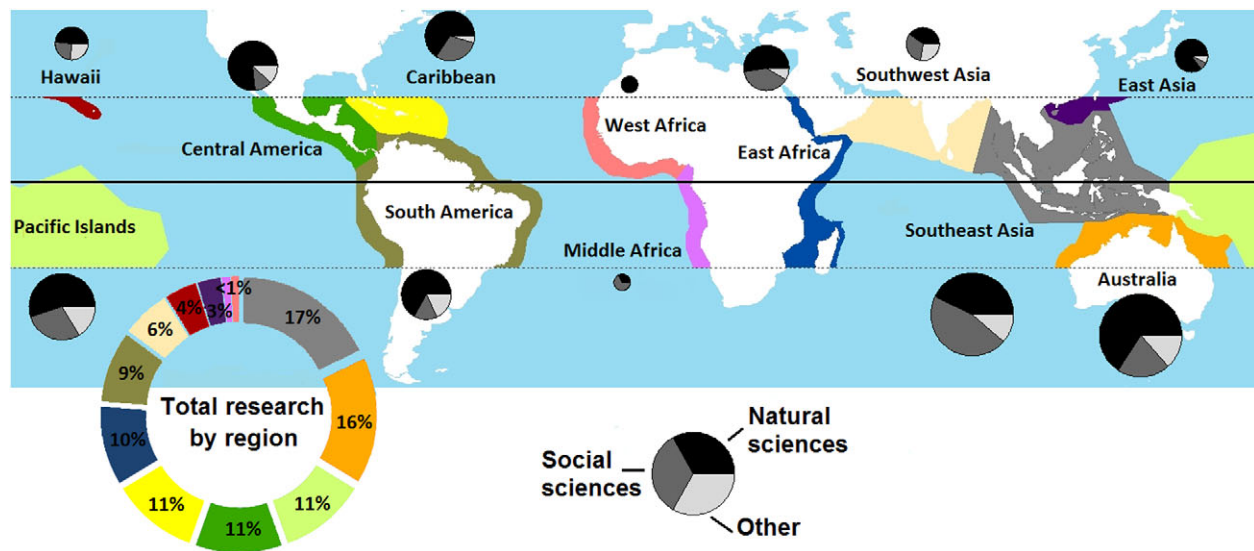 Hawaii
Caribbean
Southwest Asia
East Asia
West Africa
Central America
East Africa
South America
Pacific Islands
Southeast Asia
Middle Africa
Australia
<1%
4%
3%
17%
6%
9%
Total research
by region
16%
10%
11%
11%
11%
Natural
sciences
Social
sciences
Other